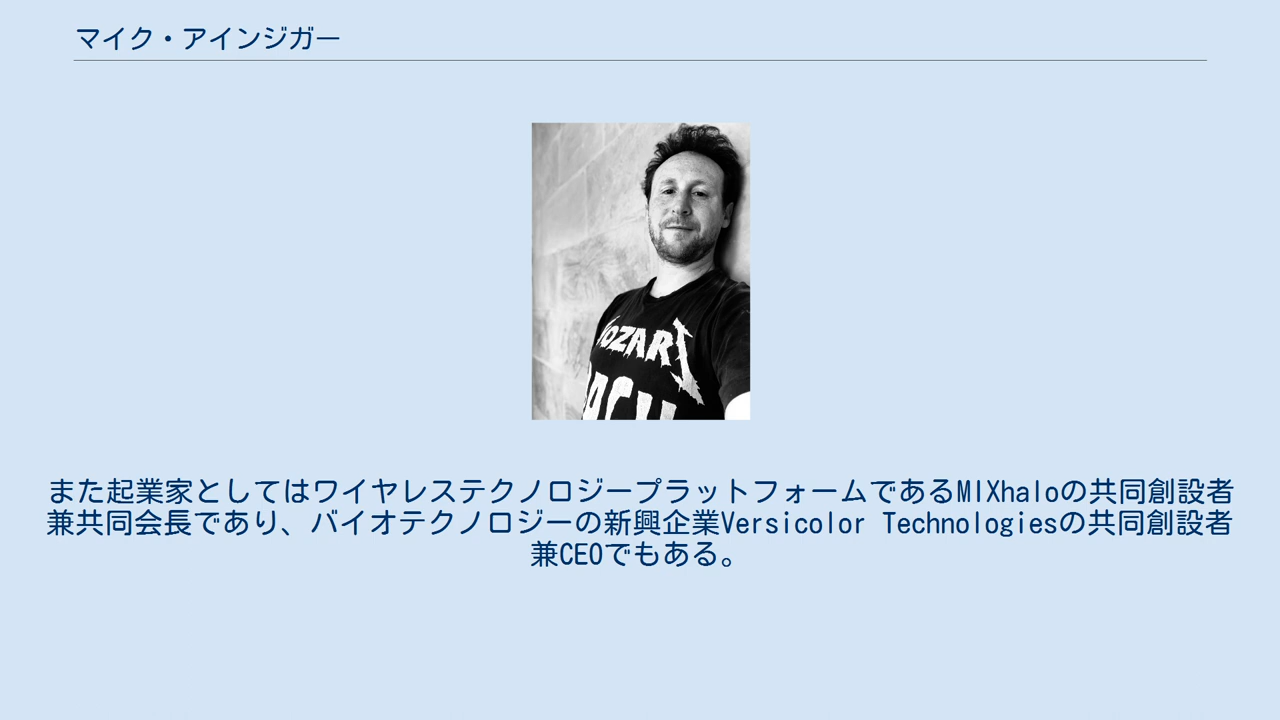 マイク・アインジガー
また起業家としてはワイヤレステクノロジープラットフォームであるMIXhaloの共同創設者
兼共同会長であり、バイオテクノロジーの新興企業Versicolor Technologiesの共同創設者
兼CEOでもある。